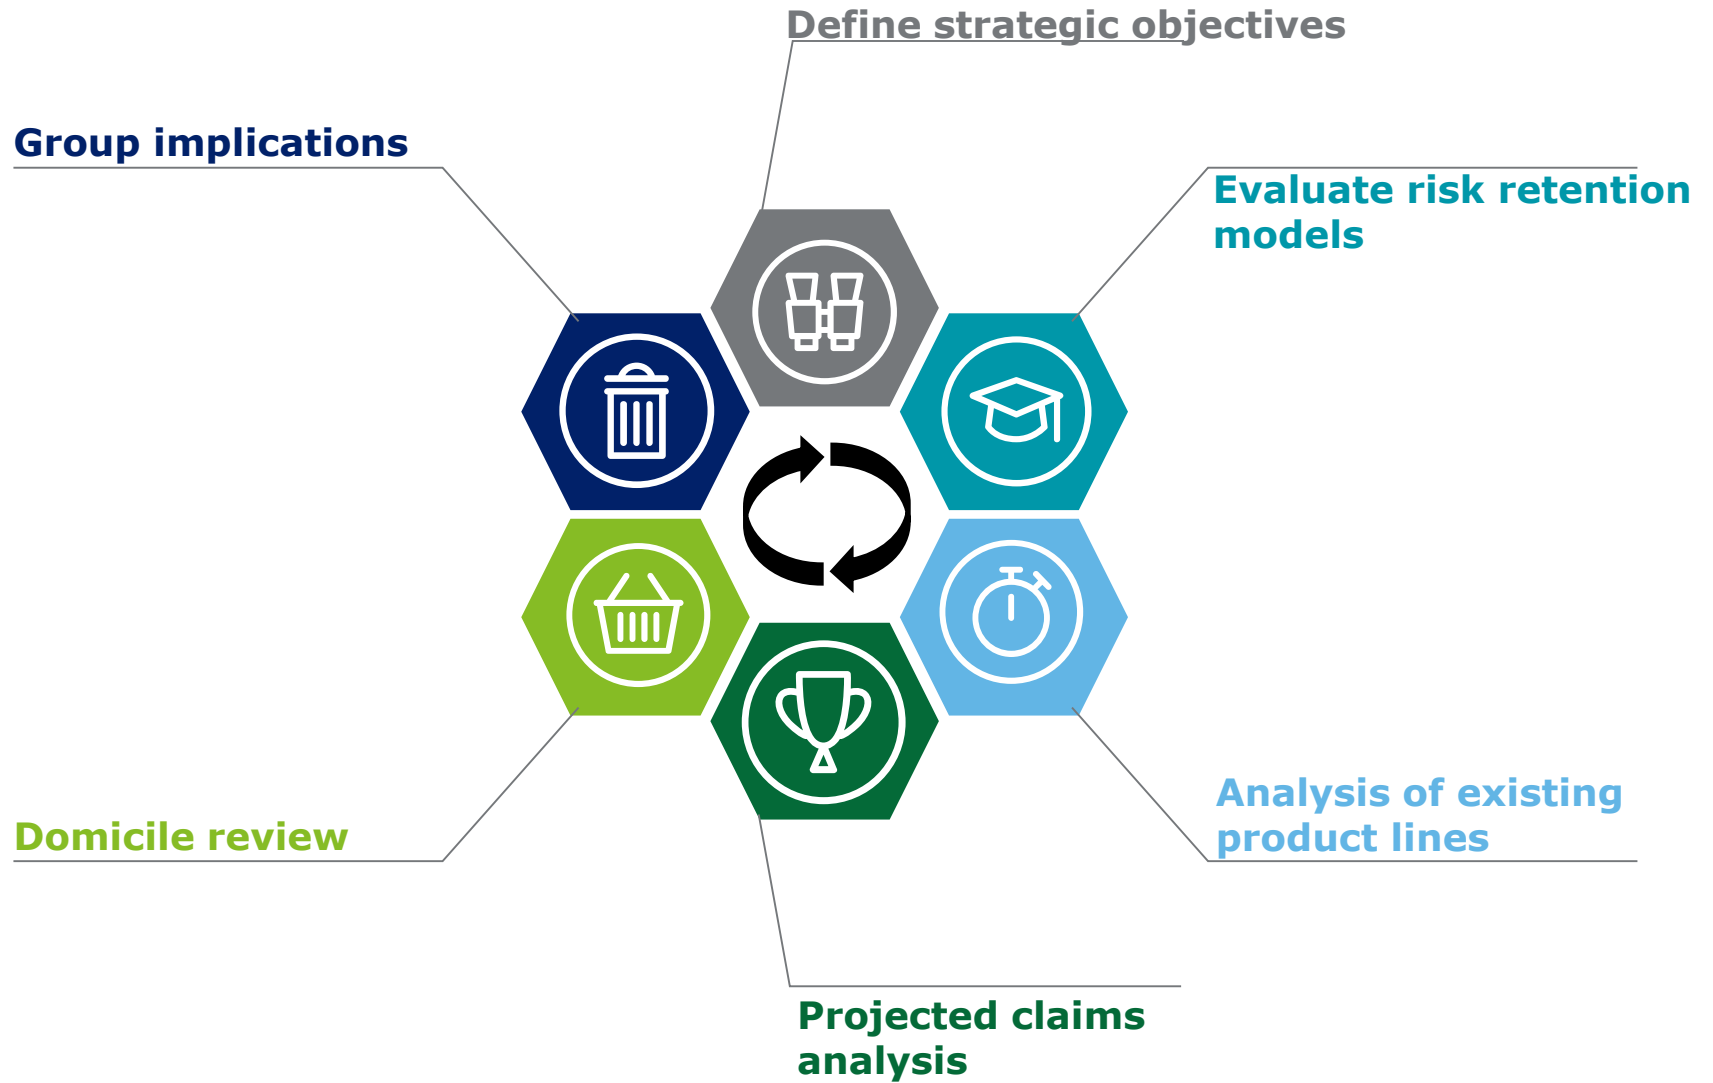 Define strategic objectives
Group implications
Evaluate risk retention
models
Domicile review
Analysis of existing
product lines
Projected claims
analysis